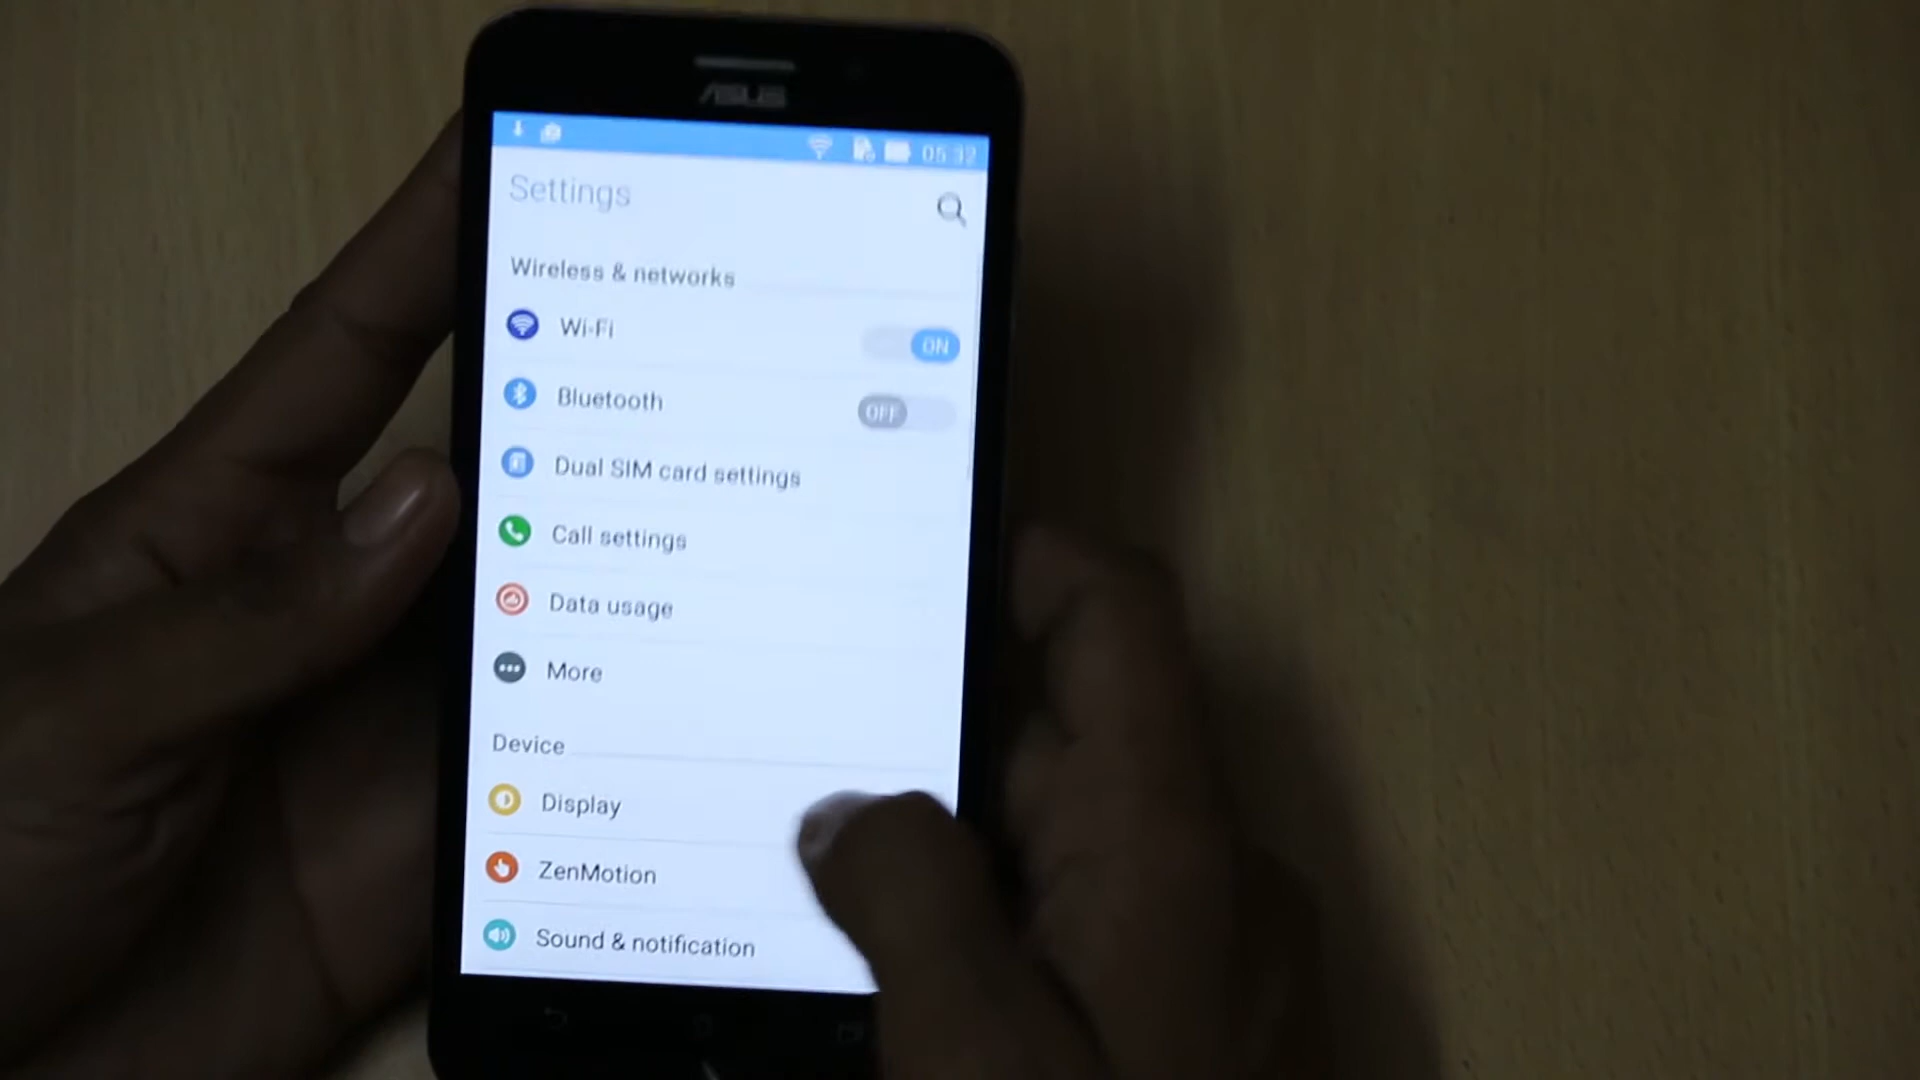 ASUS
05:32
Settings
Wireless & networks
Wi-Fi
ON
Bluetooth
OFF
Dual SIM card settings
Call settings
Data usage
More
Device
Display
ZenMotion
Sound & notification